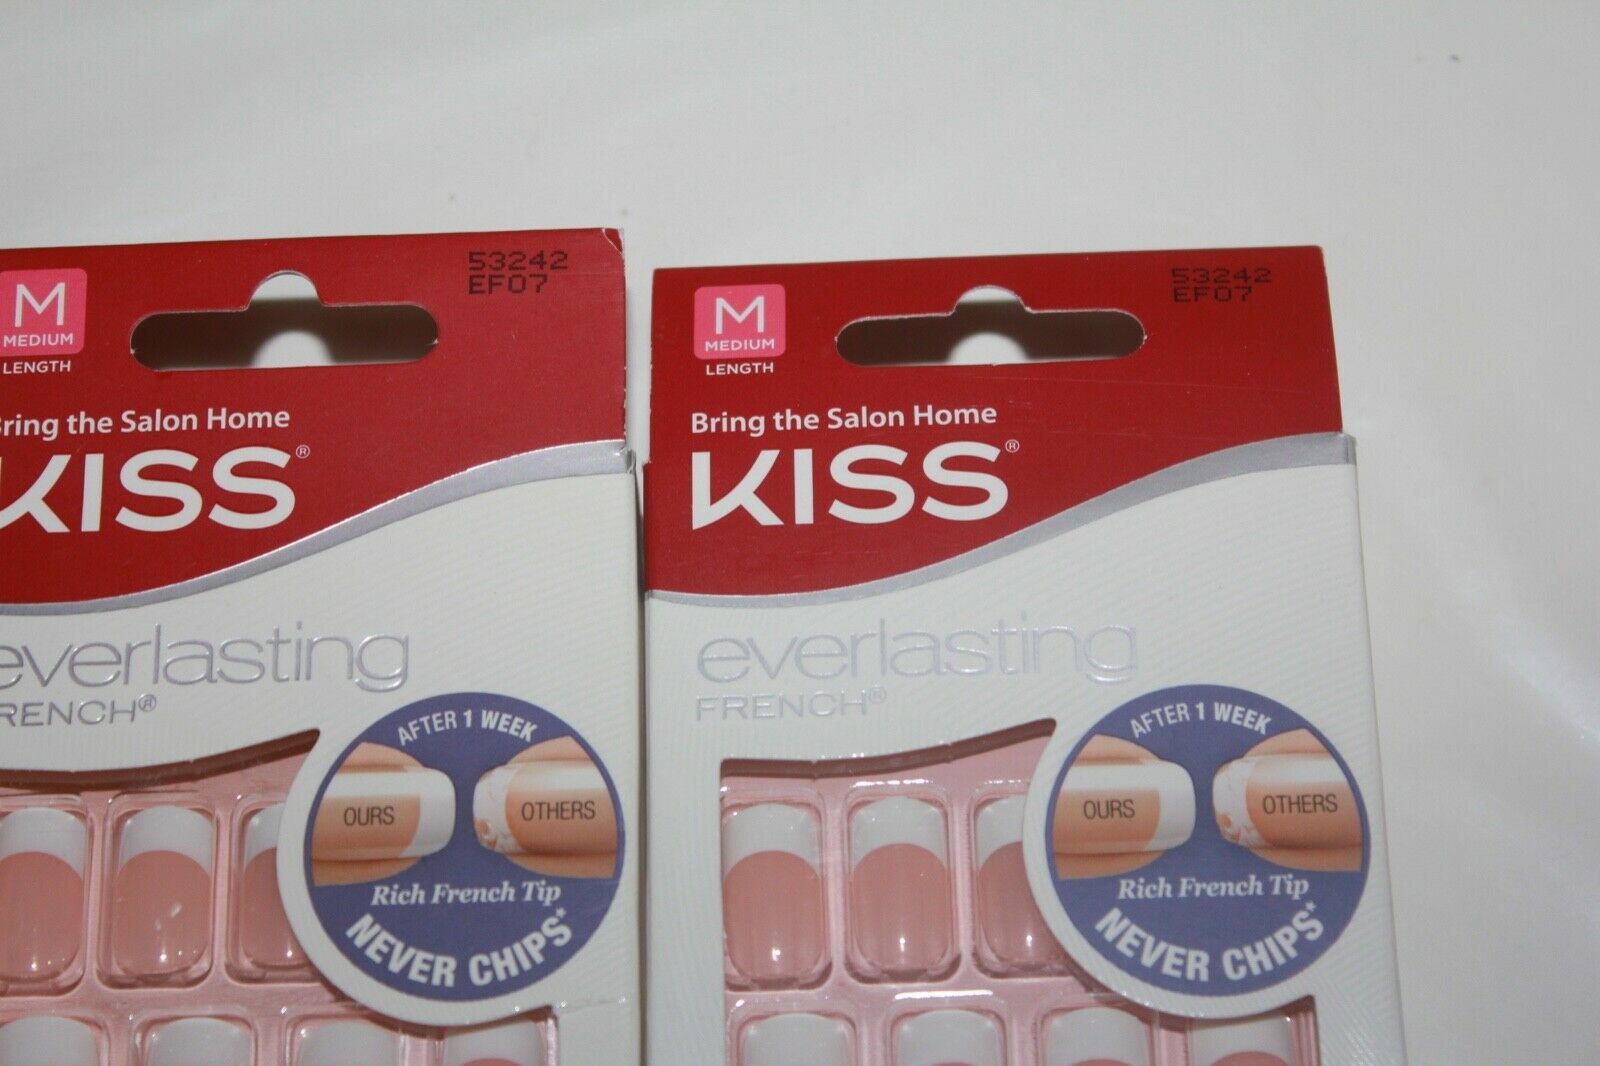 M
MEDIUM
LENGTH
53242
EF07
Bring the Salon Home
KISS®
everlasting
FRENCH®
AFTER 1 WEEK
OURS
OTHERS
Rich French Tip
NEVER CHIPS*
M
MEDIUM
LENGTH
53242
EF07
Bring the Salon Home
KISS®
everlasting
FRENCH®
AFTER 1 WEEK
OURS
OTHERS
Rich French Tip
NEVER CHIPS*